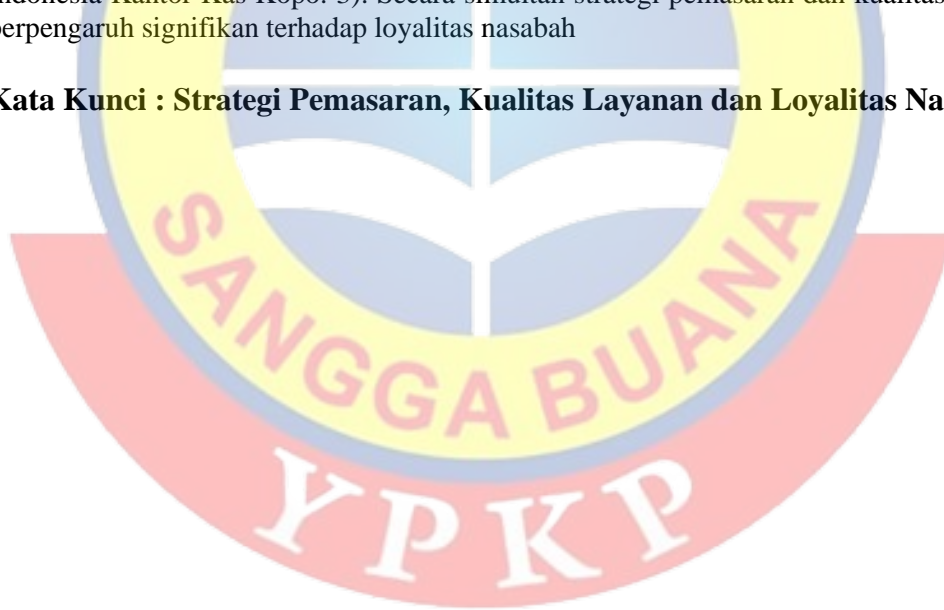 Indonesia Kantor Kas Kopo. 3). Secara simultan strategi pemasaran dan kualitas
berpengaruh signifikan terhadap loyalitas nasabah
Kata Kunci : Strategi Pemasaran, Kualitas Layanan dan Loyalitas Na
SANGGA BUANA
YPKP